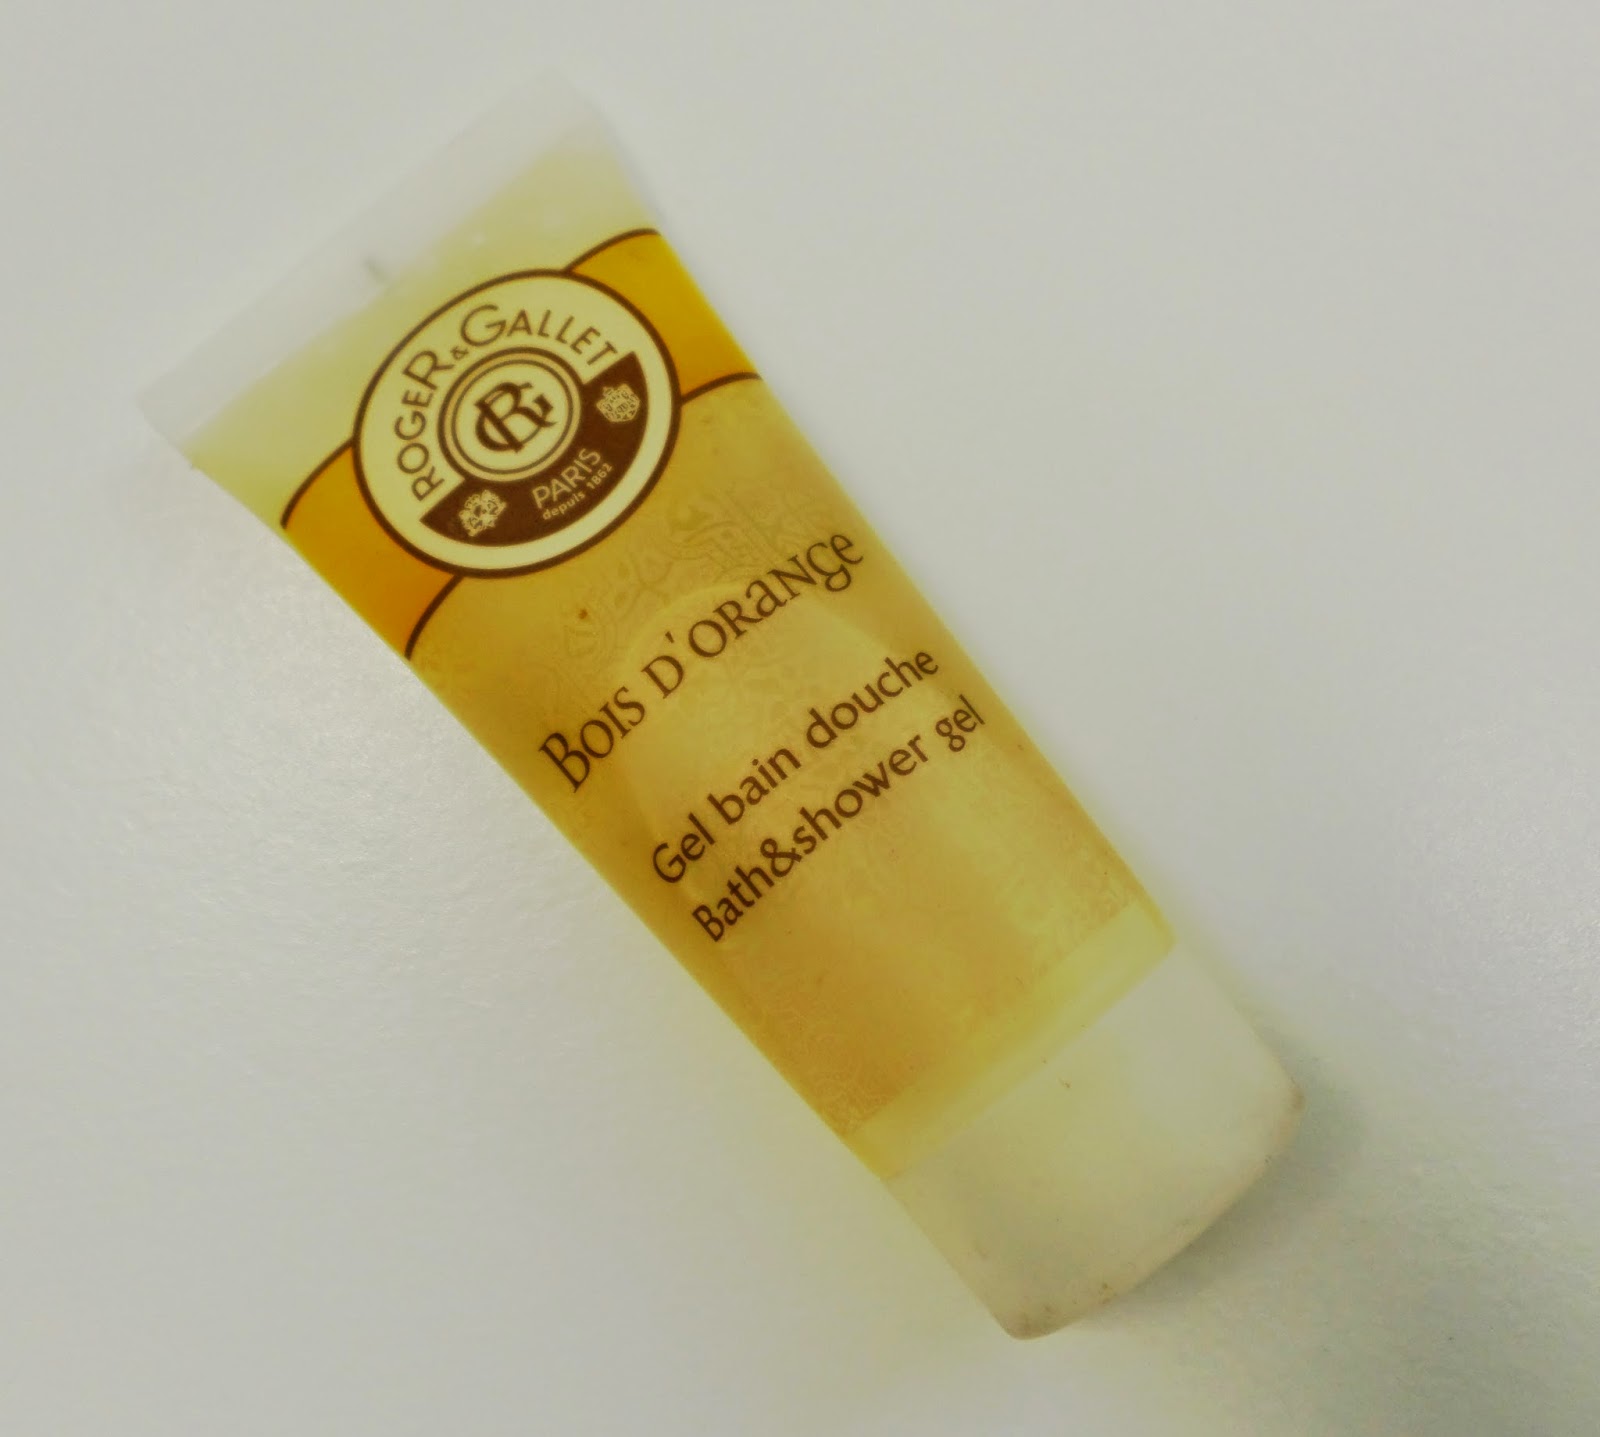 ROGER&GALLET
RG
PARIS
depuis 1862
BOIS D'ORANGE
Gel bain douche
Bath&shower gel